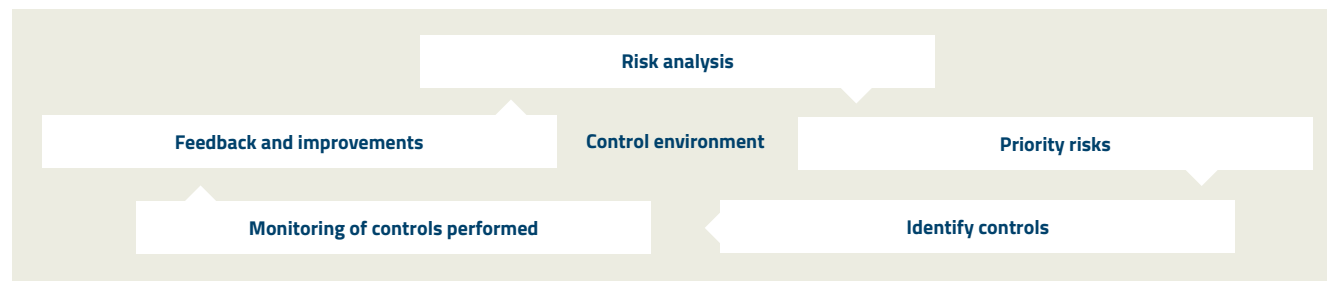 Risk analysis
Feedback and improvements
Control environment
Priority risks
Monitoring of controls performed
Identify controls